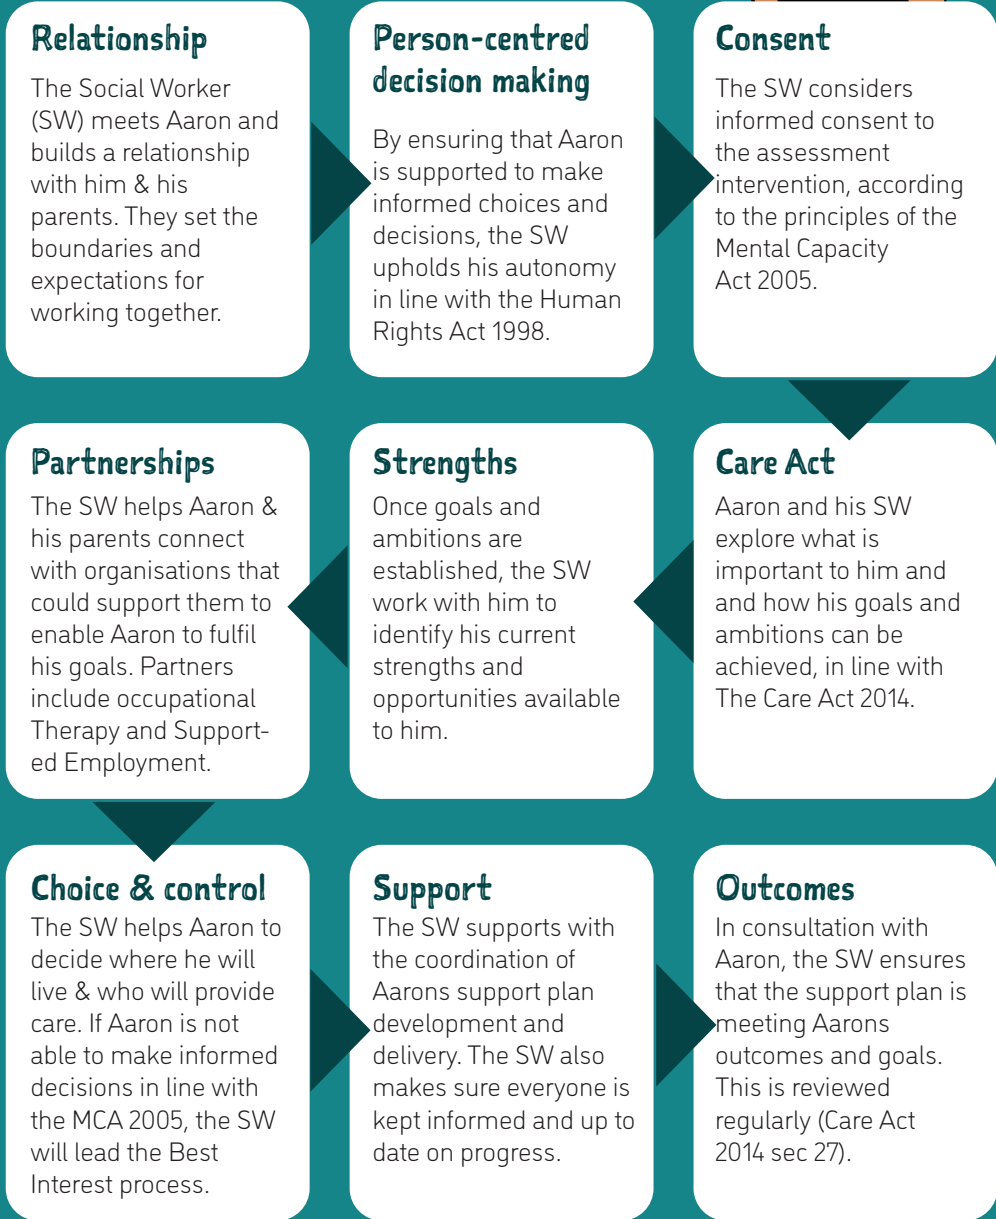 Relationship
The Social Worker
(SW) meets Aaron and
builds a relationship
with him & his
parents. They set the
boundaries and
expectations for
working together.
Person-centred
decision making
By ensuring that Aaron
is supported to make
informed choices and
decisions, the SW
upholds his autonomy
in line with the Human
Rights Act 1998.
Consent
The SW considers
informed consent to
the assessment
intervention, according
to the principles of the
Mental Capacity
Act 2005.
Care Act
Aaron and his SW
explore what is
important to him and
and how his goals and
ambitions can be
achieved, in line with
The Care Act 2014.
Strengths
Once goals and
ambitions are
established, the SW
work with him to
identify his current
strengths and
opportunities available
to him.
Partnerships
The SW helps Aaron &
his parents connect
with organisations that
could support them to
enable Aaron to fulfil
his goals. Partners
include occupational
Therapy and Support-
ed Employment.
Choice & control
The SW helps Aaron to
decide where he will
live & who will provide
care. If Aaron is not
able to make informed
decisions in line with
the MCA 2005, the SW
will lead the Best
Interest process.
Support
The SW supports with
the coordination of
Aarons support plan
development and
delivery. The SW also
makes sure everyone is
kept informed and up to
date on progress.
Outcomes
In consultation with
Aaron, the SW ensures
that the support plan is
meeting Aarons
outcomes and goals.
This is reviewed
regularly (Care Act
2014 sec 27).